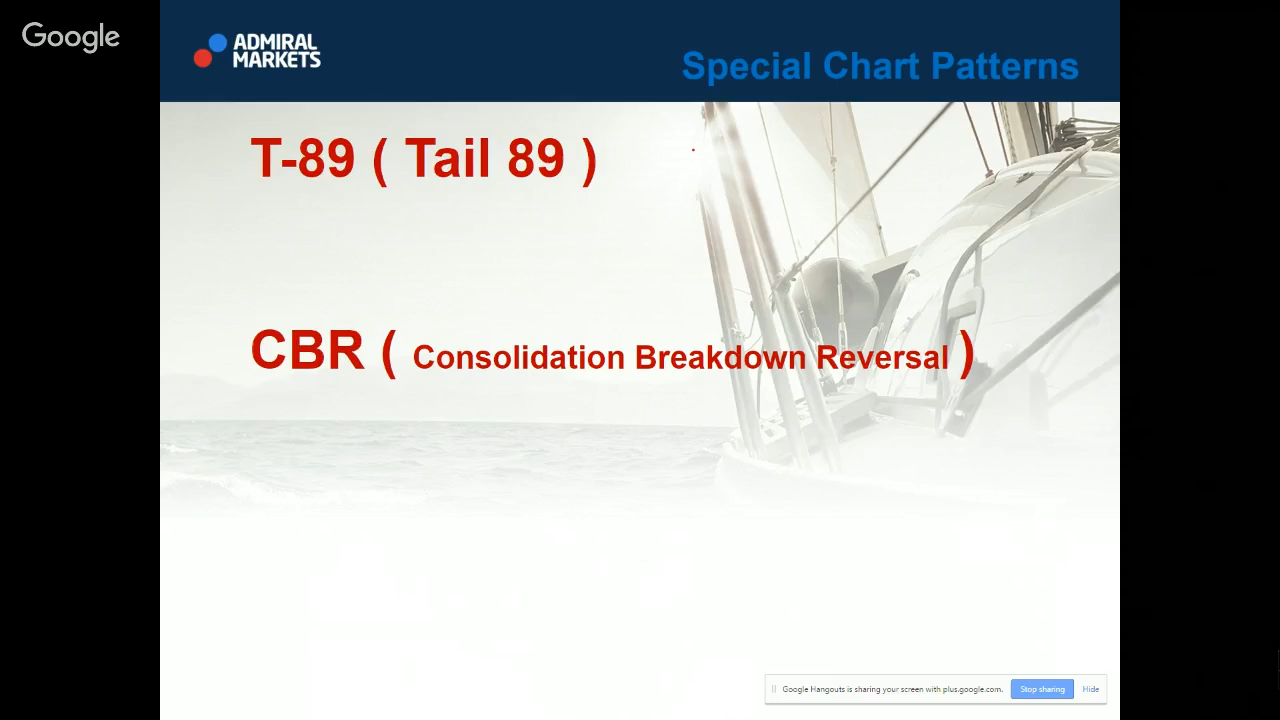 Google
ADMIRAL
MARKETS
Special Chart Patterns
T-89 ( Tail 89 )
CBR ( Consolidation Breakdown Reversal )
Google Hangouts is sharing your screen with plus.google.com. Stop sharing Hide